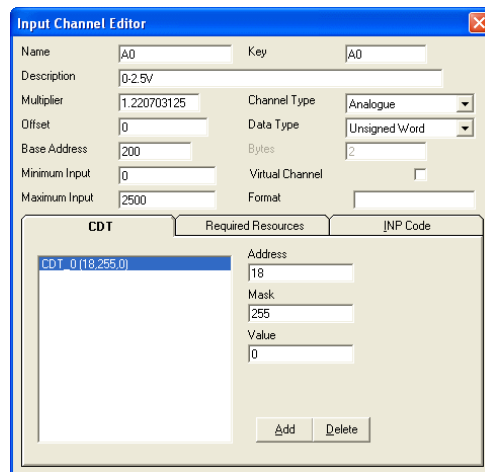 Input Channel Editor
Name A0 Key A0
Description 0-2.5V
Multiplier 1.220703125 Channel Type Analogue
Offset 0 Data Type Unsigned Word
Base Address 200 Bytes 2
Minimum Input 0 Virtual Channel
Maximum Input 2500 Format
CDT Required Resources INP Code
CDT_0 (18,255,0)
Address
18
Mask
255
Value
0
Add Delete